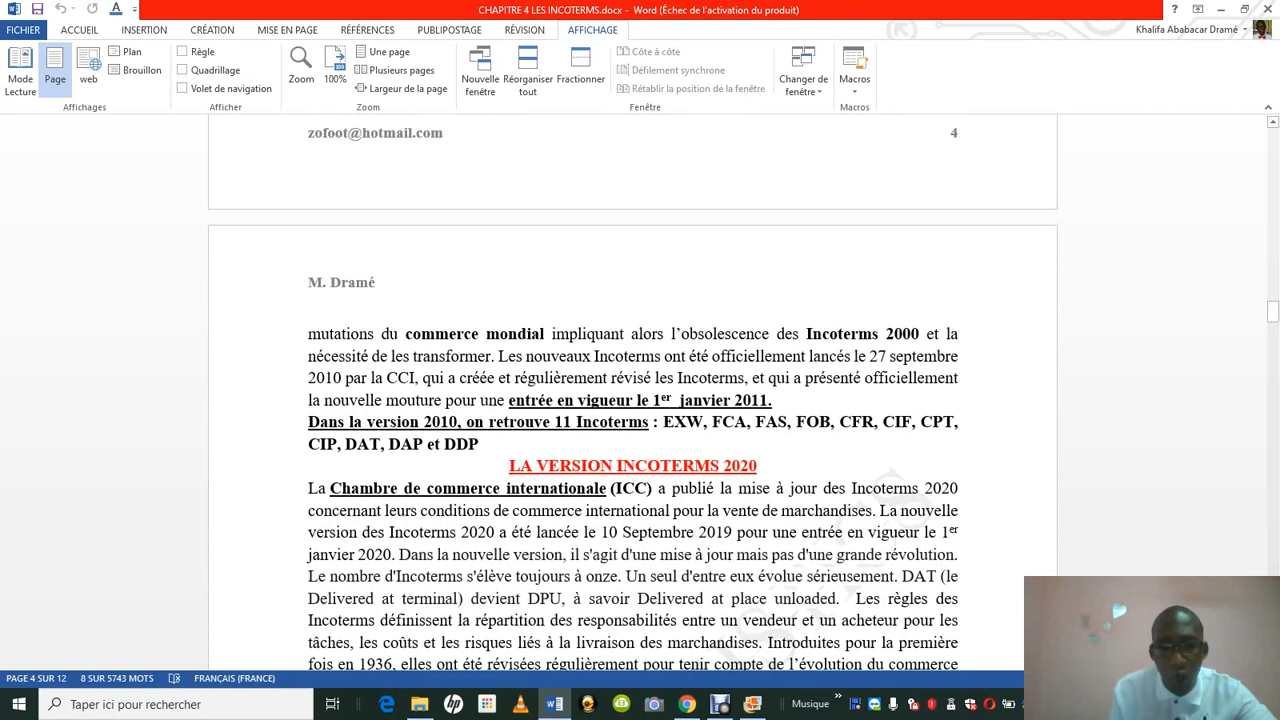 CHAPITRE 4 LES INCOTERMS.docx - Word (Échec de l'activation du produit)
FICHIER ACCUEIL INSERTION CRÉATION MISE EN PAGE RÉFÉRENCES PUBLIPOSTAGE RÉVISION AFFICHAGE Khalifa Ababacar Dramé
Mode Lecture
Page
web
Plan
Brouillon
Affichages
Règle
Quadrillage
Volet de navigation
Afficher
Zoom
100%
Une page
Plusieurs pages
Largeur de la page
Zoom
Nouvelle fenêtre
Réorganiser tout
Fractionner
Côte à côte
Défilement synchrone
Rétablir la position de la fenêtre
Changer de fenêtre
Fenêtre
Macros
Macros
zofoot@hotmail.com 4
M. Dramé
mutations du commerce mondial impliquant alors l’obsolescence des Incoterms 2000 et la
nécessité de les transformer. Les nouveaux Incoterms ont été officiellement lancés le 27 septembre
2010 par la CCI, qui a créée et régulièrement révisé les Incoterms, et qui a présenté officiellement
la nouvelle mouture pour une entrée en vigueur le 1er janvier 2011.
Dans la version 2010, on retrouve 11 Incoterms : EXW, FCA, FAS, FOB, CFR, CIF, CPT,
CIP, DAT, DAP et DDP
LA VERSION INCOTERMS 2020
La Chambre de commerce internationale (ICC) a publié la mise à jour des Incoterms 2020
concernant leurs conditions de commerce international pour la vente de marchandises. La nouvelle
version des Incoterms 2020 a été lancée le 10 Septembre 2019 pour une entrée en vigueur le 1er
janvier 2020. Dans la nouvelle version, il s'agit d'une mise à jour mais pas d'une grande révolution.
Le nombre d'Incoterms s'élève toujours à onze. Un seul d'entre eux évolue sérieusement. DAT (le
Delivered at terminal) devient DPU, à savoir Delivered at place unloaded. Les règles des
Incoterms définissent la répartition des responsabilités entre un vendeur et un acheteur pour les
tâches, les coûts et les risques liés à la livraison des marchandises. Introduites pour la première
fois en 1936, elles ont été révisées régulièrement pour tenir compte de l’évolution du commerce
PAGE 4 SUR 12 8 SUR 5743 MOTS FRANÇAIS (FRANCE)
Taper ici pour rechercher
Musique